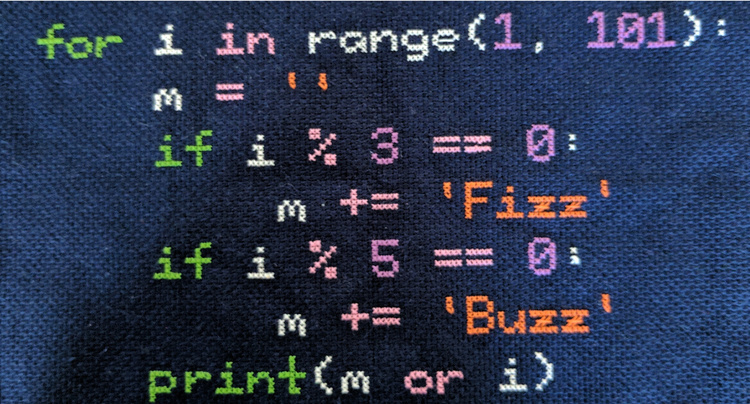 for i in range(1, 101):
    m = ''
    if i % 3 == 0:
        m += 'Fizz'
    if i % 5 == 0:
        m += 'Buzz'
    print(m or i)